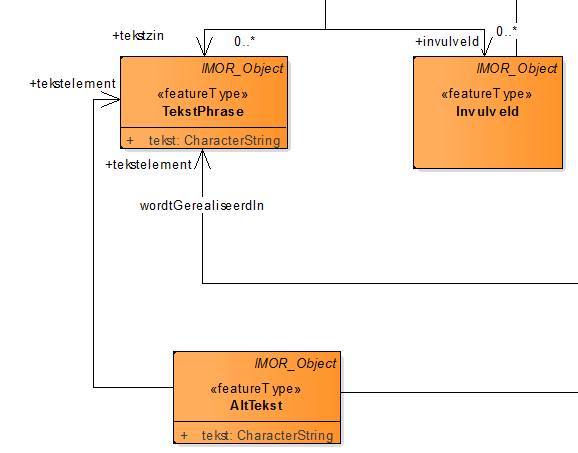 +tekstzin
0..*
+invulveld
0..*
+tekstelement
IMOR_Object
«featureType»
TekstPhrase
+ tekst: CharacterString
IMOR_Object
«featureType»
Invulveld
+tekstelement
wordtGerealiseerdIn
IMOR_Object
«featureType»
AltTekst
+ tekst: CharacterString